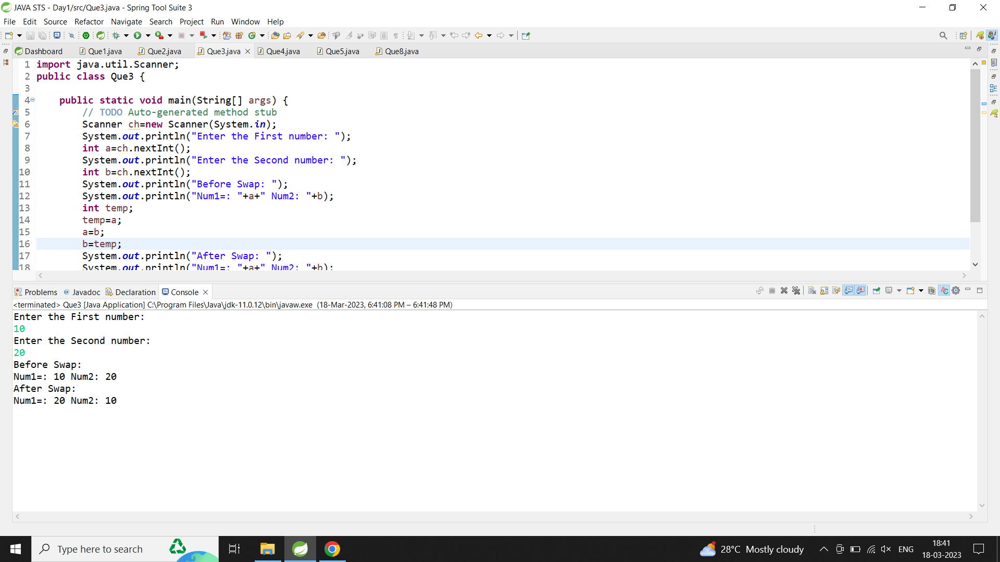 JAVA STS - Day1/src/Que3.java - Spring Tool Suite 3
File Edit Source Refactor Navigate Search Project Run Window Help
Dashboard Que1.java Que2.java Que3.java Que4.java Que5.java Que8.java
1 import java.util.Scanner;
2 public class Que3 {
3
4 public static void main(String[] args) {
5 // TODO Auto-generated method stub
6 Scanner ch=new Scanner(System.in);
7 System.out.println("Enter the First number: ");
8 int a=ch.nextInt();
9 System.out.println("Enter the Second number: ");
10 int b=ch.nextInt();
11 System.out.println("Before Swap: ");
12 System.out.println("Num1=: "+a+" Num2: "+b);
13 int temp;
14 temp=a;
15 a=b;
16 b=temp;
17 System.out.println("After Swap: ");
18 System.out.println("Num1=: "+a+" Num2: "+b);
Problems @ Javadoc Declaration Console
<terminated> Que3 [Java Application] C:\Program Files\Java\jdk-11.0.12\bin\javaw.exe (18-Mar-2023, 6:41:08 PM – 6:41:48 PM)
Enter the First number:
10
Enter the Second number:
20
Before Swap:
Num1=: 10 Num2: 20
After Swap:
Num1=: 20 Num2: 10
Type here to search
28°C Mostly cloudy
ENG
18:41
18-03-2023